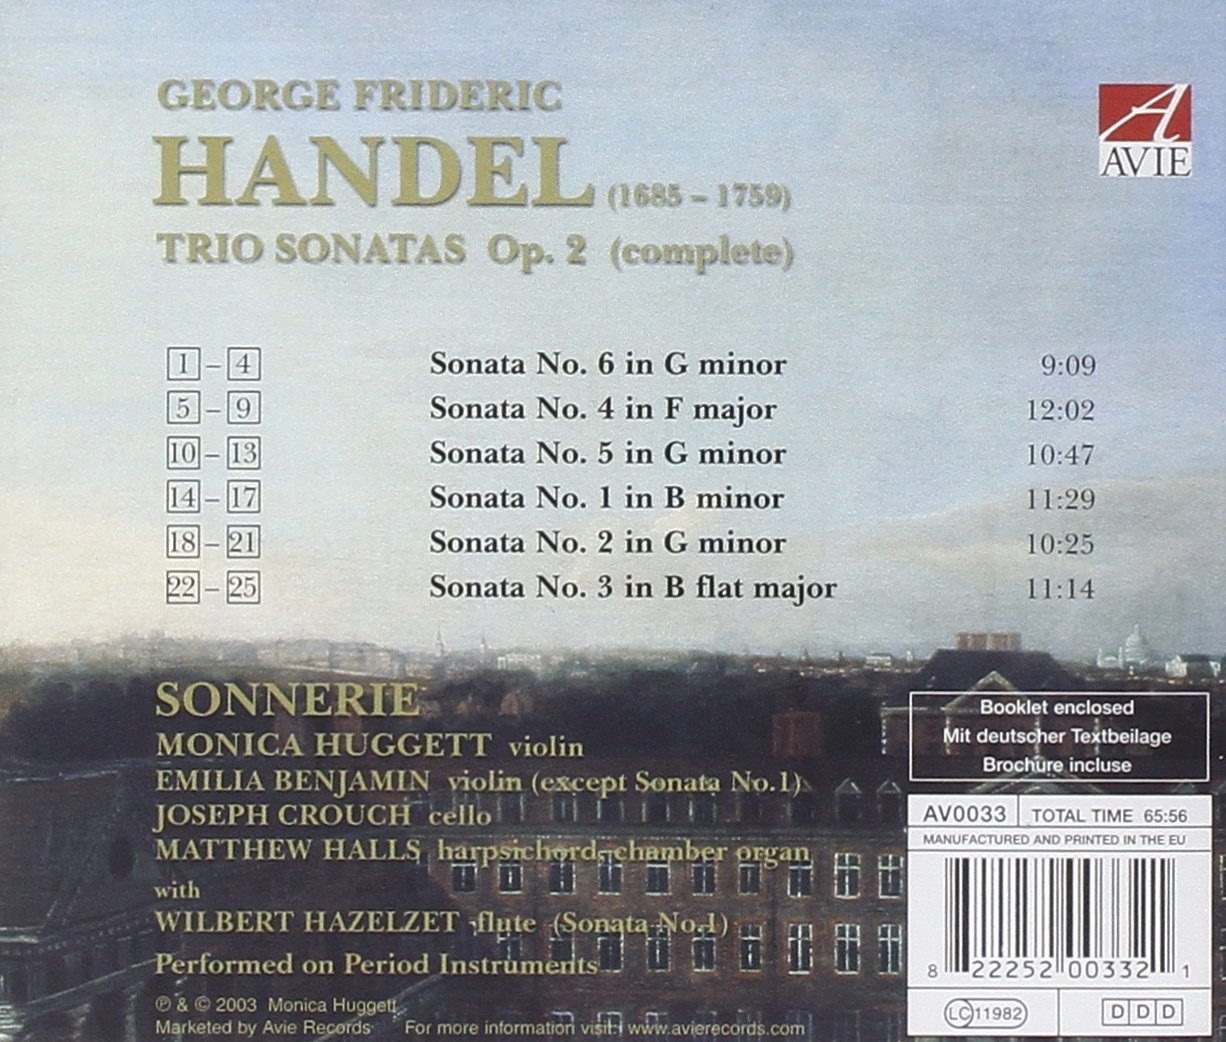 GEORGE FRIDERIC
HANDEL (1685 – 1759)
TRIO SONATAS Op. 2 (complete)
A
AVIE
1 – 4 Sonata No. 6 in G minor 9:09
5 – 9 Sonata No. 4 in F major 12:02
10 – 13 Sonata No. 5 in G minor 10:47
14 – 17 Sonata No. 1 in B minor 11:29
18 – 21 Sonata No. 2 in G minor 10:25
22 – 25 Sonata No. 3 in B flat major 11:14
SONNERIE
MONICA HUGGETT violin
EMILIA BENJAMIN violin (except Sonata No.1)
JOSEPH CROUCH cello
MATTHEW HALLS harpsichord, chamber organ
with
WILBERT HAZELZET flute (Sonata No.1)
Performed on Period Instruments
℗ & © 2003 Monica Huggett
Marketed by Avie Records For more information visit: www.avierecords.com
Booklet enclosed
Mit deutscher Textbeilage
Brochure incluse
AV0033 TOTAL TIME 65:56
MANUFACTURED AND PRINTED IN THE EU
8 22252 00332 1
LC 11982 D D D